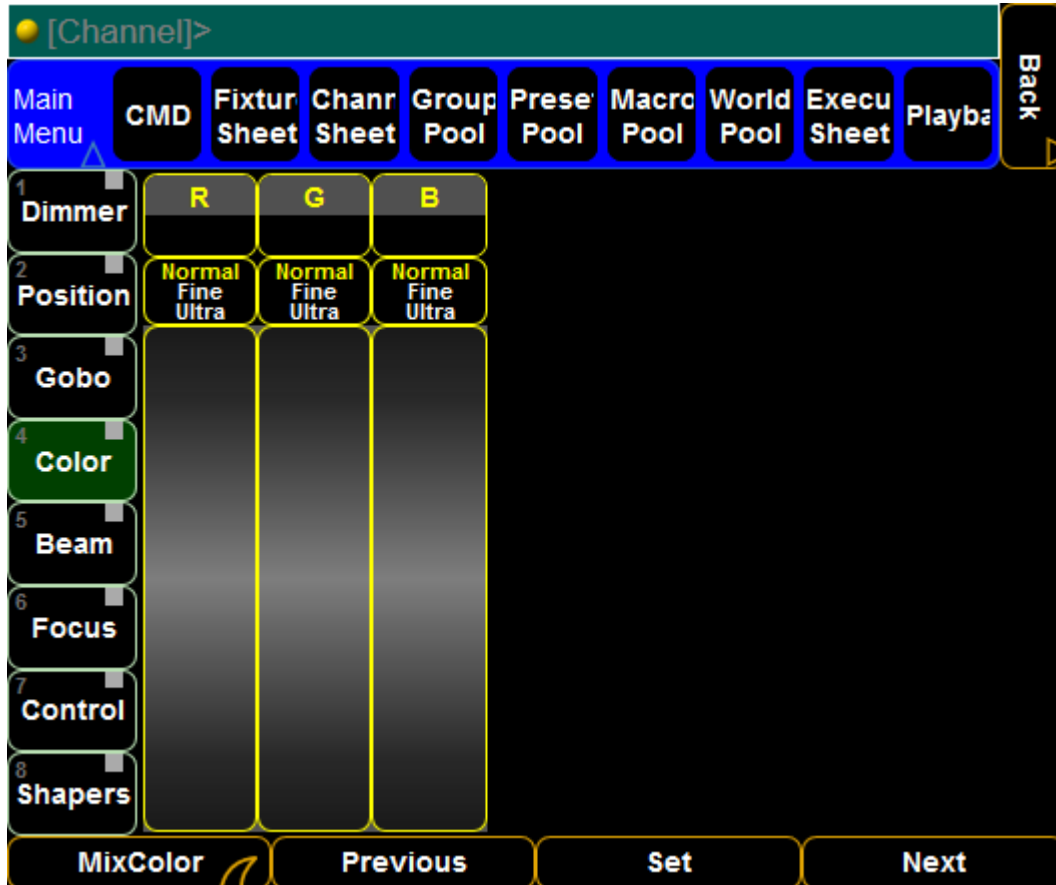 [Channel]>
Back
Main
Menu
CMD
Fixtur
Sheet
Chanr
Sheet
Group
Pool
Prese
Pool
Macro
Pool
World
Pool
Execu
Sheet
Playba
1
Dimmer
2
Position
3
Gobo
4
Color
5
Beam
6
Focus
7
Control
8
Shapers
R
G
B
Normal
Fine
Ultra
Normal
Fine
Ultra
Normal
Fine
Ultra
MixColor
Previous
Set
Next